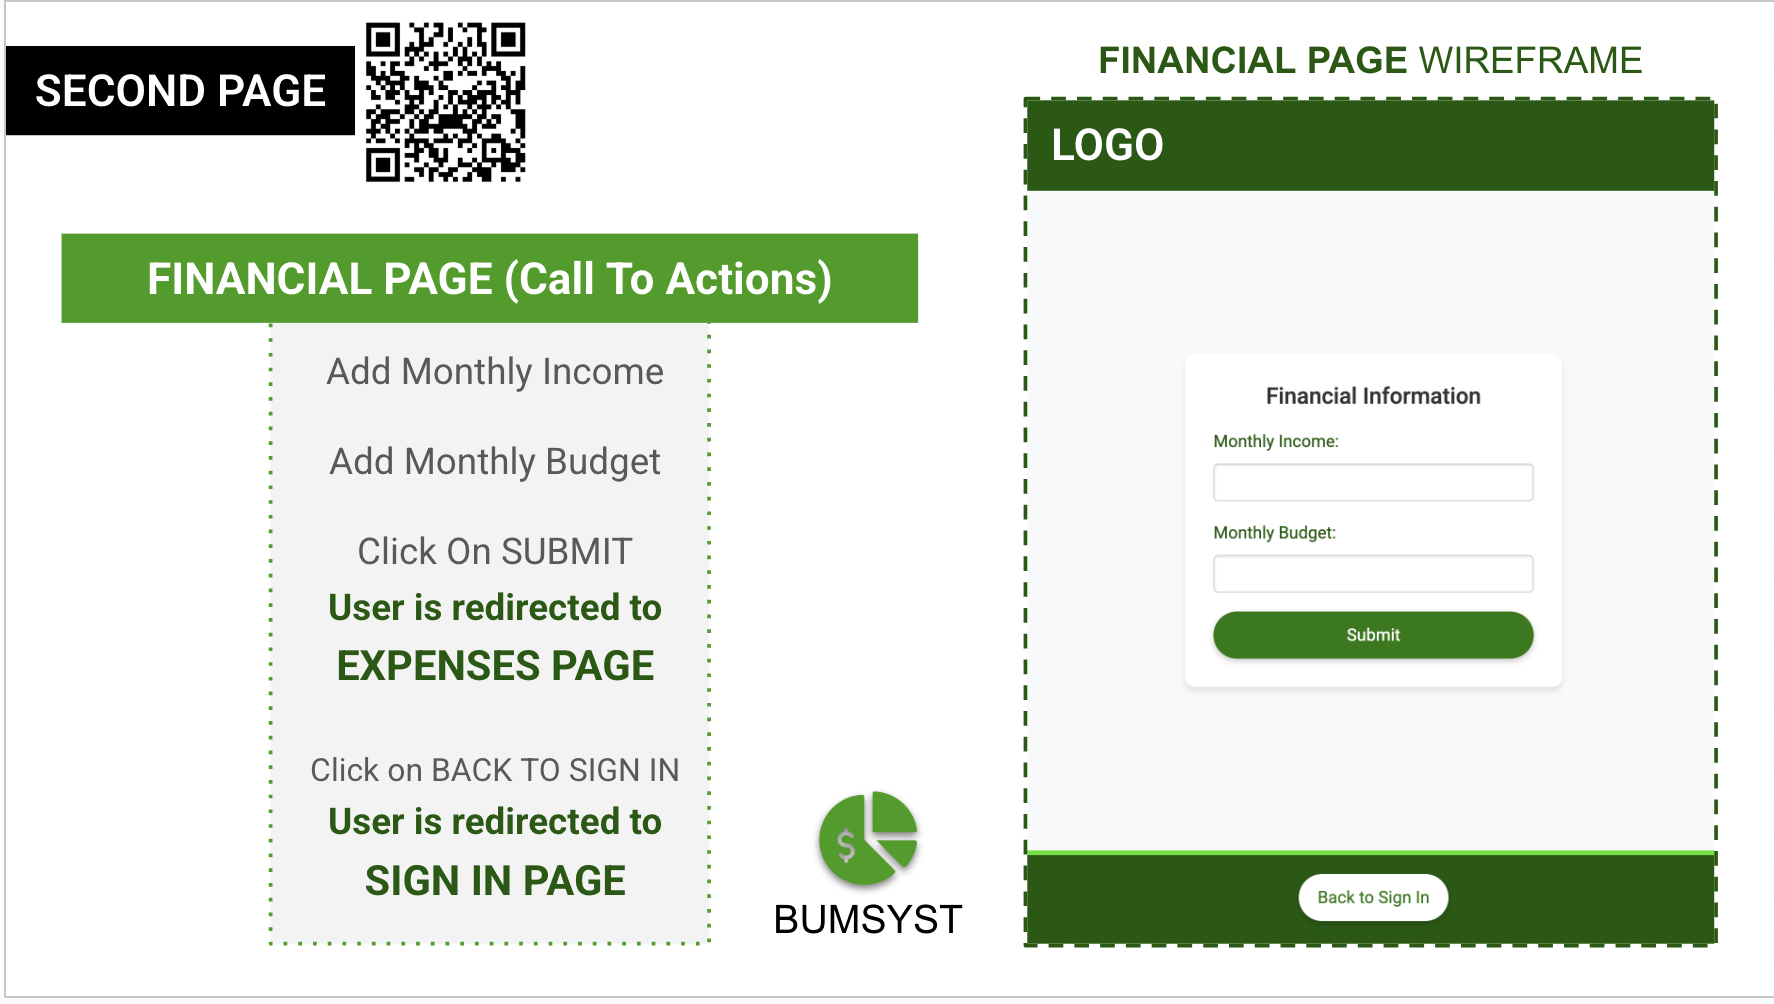 SECOND PAGE
FINANCIAL PAGE (Call To Actions)
Add Monthly Income
Add Monthly Budget
Click On SUBMIT
User is redirected to
EXPENSES PAGE
Click on BACK TO SIGN IN
User is redirected to
SIGN IN PAGE
$
BUMSYST
FINANCIAL PAGE WIREFRAME
LOGO
Financial Information
Monthly Income:
Monthly Budget:
Submit
Back to Sign In